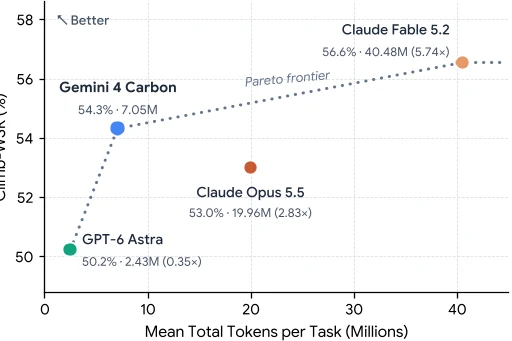 58
↖ Better
Claude Fable 5.2
56.6% · 40.48M (5.74×)
56
Pareto frontier
Gemini 4 Carbon
54.3% · 7.05M
54
52
Claude Opus 5.5
53.0% · 19.96M (2.83×)
GPT-6 Astra
50.2% · 2.43M (0.35×)
50
0
10
20
30
40
Mean Total Tokens per Task (Millions)